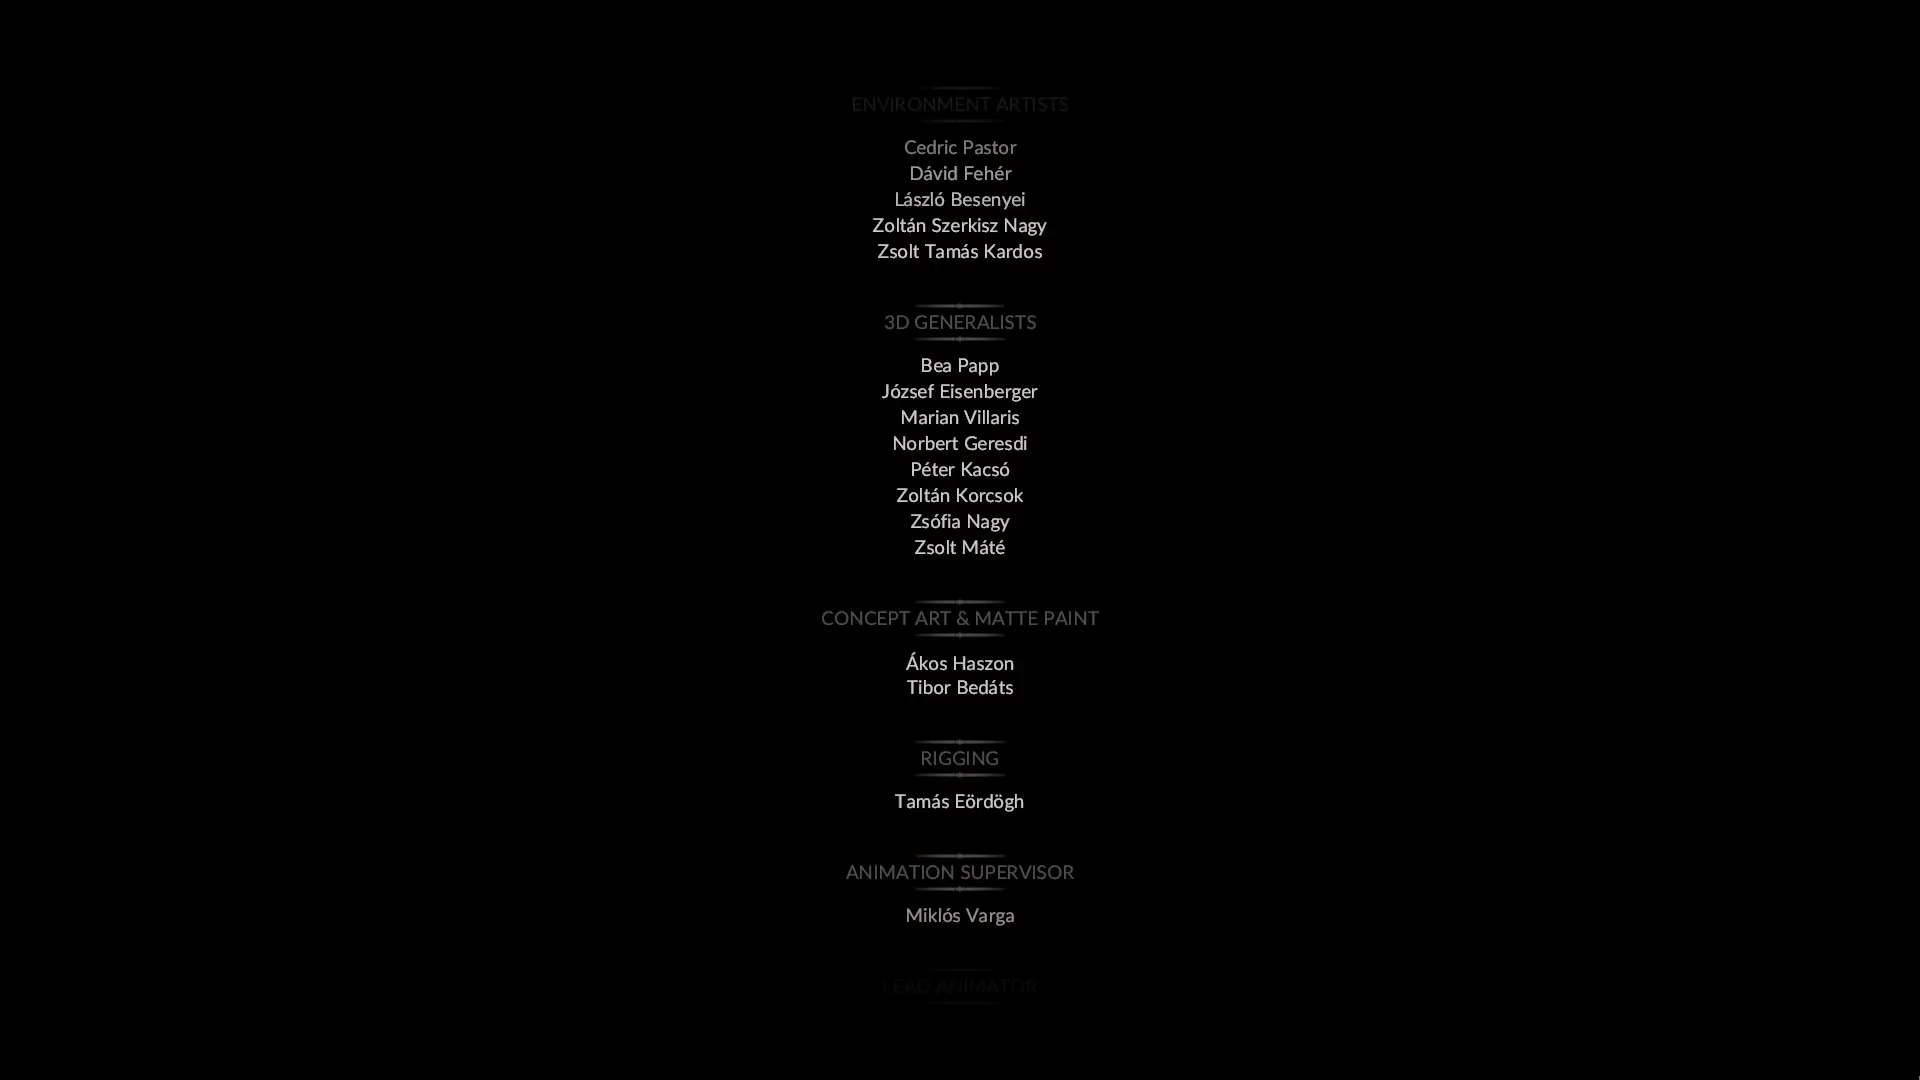 ENVIRONMENT ARTISTS
Cedric Pastor
Dávid Fehér
László Besenyei
Zoltán Szerkisz Nagy
Zsolt Tamás Kardos
3D GENERALISTS
Bea Papp
József Eisenberger
Marian Villaris
Norbert Geresdi
Péter Kacsó
Zoltán Korcsok
Zsófia Nagy
Zsolt Máté
CONCEPT ART & MATTE PAINT
Ákos Haszon
Tibor Bedáts
RIGGING
Tamás Eördögh
ANIMATION SUPERVISOR
Miklós Varga
LEAD ANIMATOR